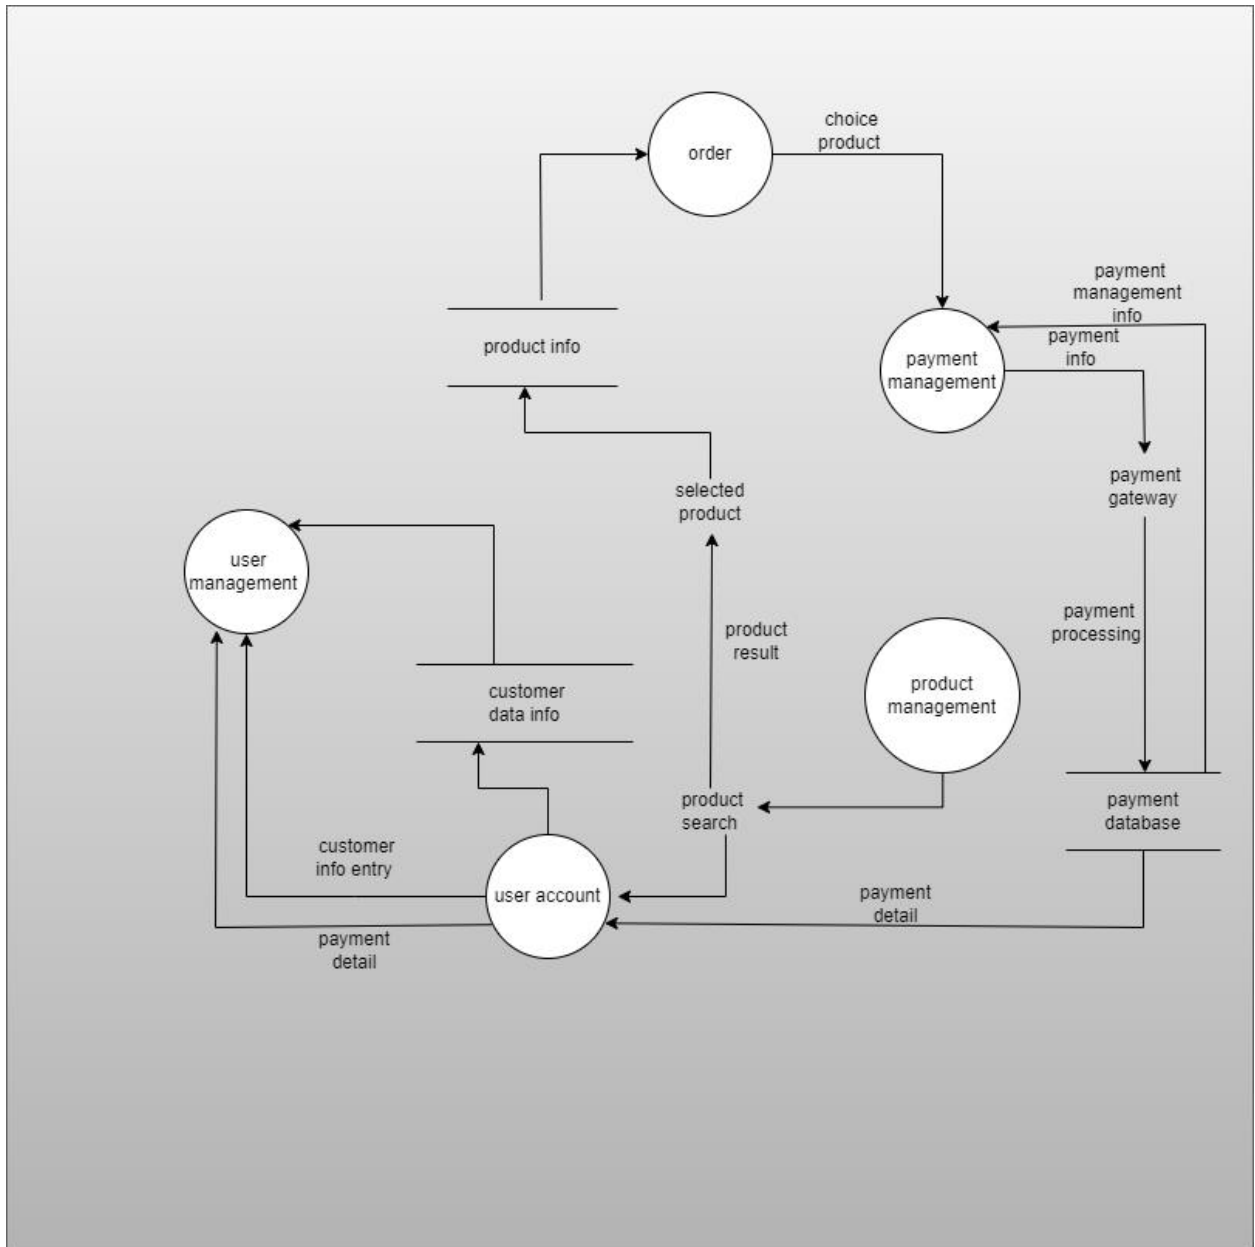 choice
product
order
payment
management
info
payment
info
product info
payment
management
payment
gateway
selected
product
user
management
payment
processing
product
result
product
management
customer
data info
product
search
payment
database
customer
info entry
user account
payment
detail
payment
detail